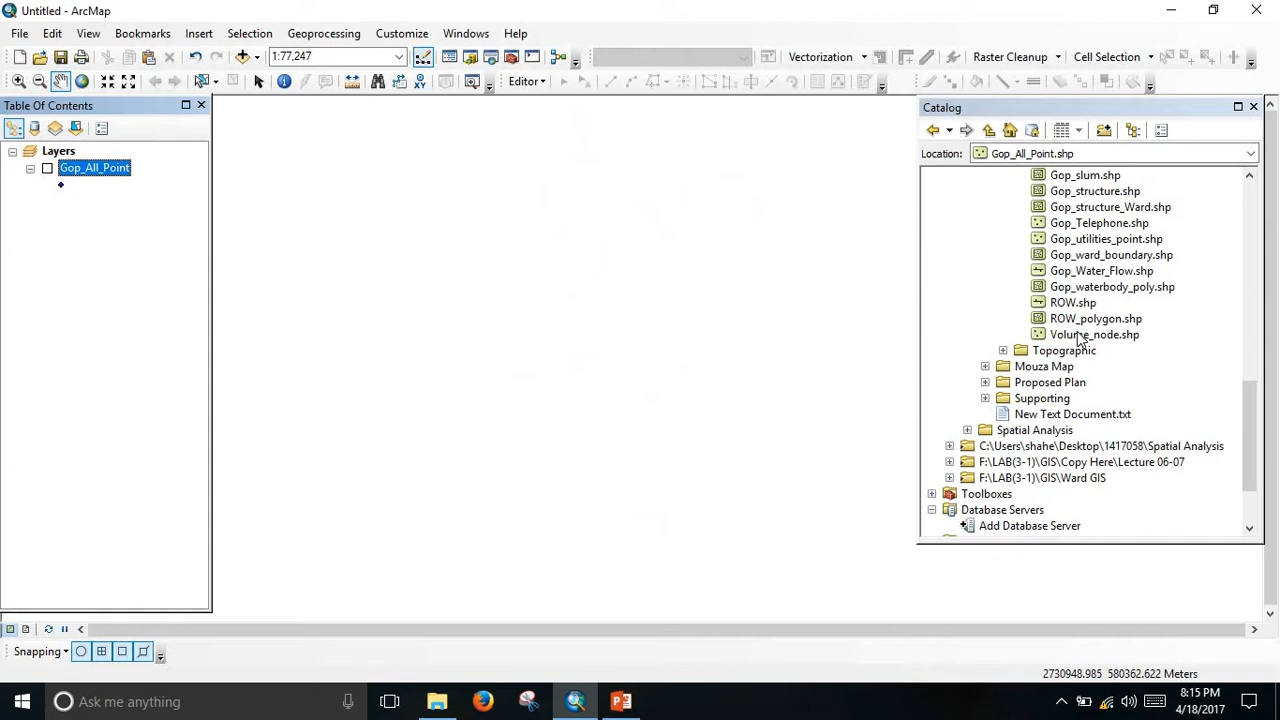 Untitled - ArcMap
File Edit View Bookmarks Insert Selection Geoprocessing Customize Windows Help
1:77,247 Vectorization Raster Cleanup Cell Selection
Editor
Table Of Contents
Layers
Gop_All_Point
Catalog
Location: Gop_All_Point.shp
Gop_slum.shp
Gop_structure.shp
Gop_structure_Ward.shp
Gop_Telephone.shp
Gop_utilities_point.shp
Gop_ward_boundary.shp
Gop_Water_Flow.shp
Gop_waterbody_poly.shp
ROW.shp
ROW_polygon.shp
Volume_node.shp
Topographic
Mouza Map
Proposed Plan
Supporting
New Text Document.txt
Spatial Analysis
C:\Users\shahe\Desktop\1417058\Spatial Analysis
F:\LAB(3-1)\GIS\Copy Here\Lecture 06-07
F:\LAB(3-1)\GIS\Ward GIS
Toolboxes
Database Servers
Add Database Server
Snapping
2730948.985 580362.622 Meters
Ask me anything
8:15 PM
4/18/2017